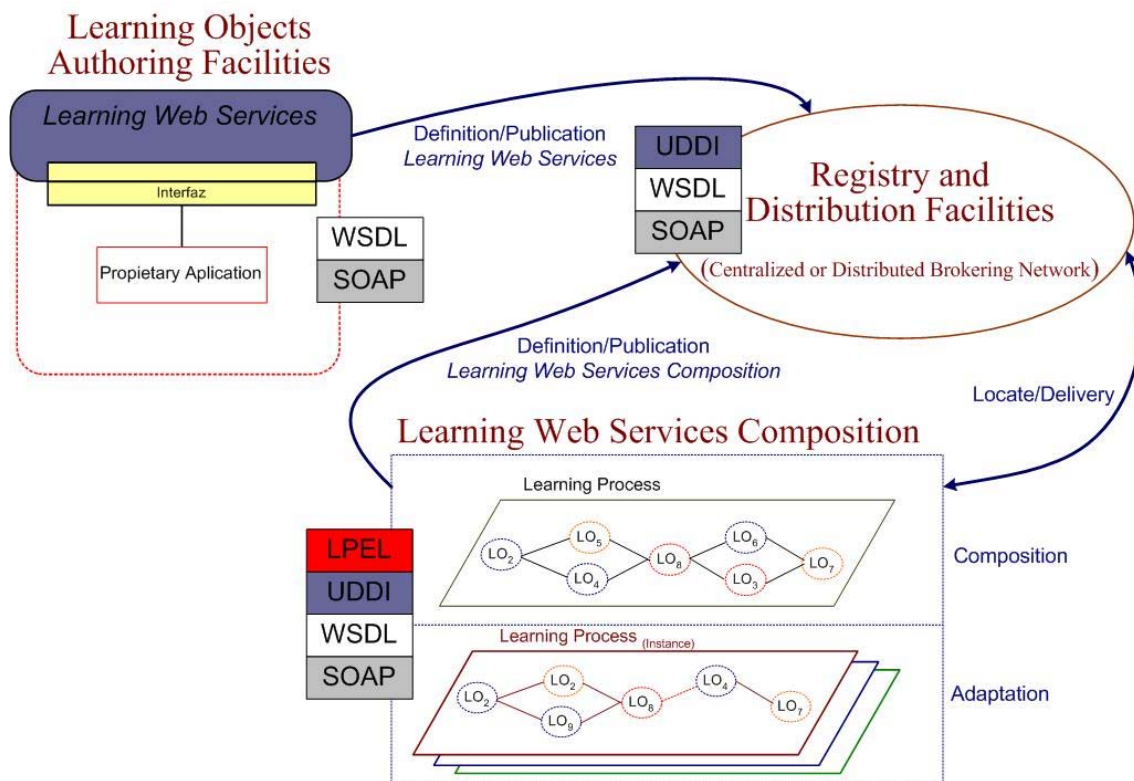 Learning Objects
Authoring Facilities
Learning Web Services
Interfaz
Propietary Aplication
WSDL
SOAP
Definition/Publication
Learning Web Services
UDDI
WSDL
SOAP
Registry and
Distribution Facilities
(Centralized or Distributed Brokering Network)
Definition/Publication
Learning Web Services Composition
Locate/Delivery
Learning Web Services Composition
Learning Process
LO2
LO5
LO4
LO8
LO6
LO3
LO7
Composition
LPEL
UDDI
WSDL
SOAP
Learning Process (Instance)
LO2
LO2
LO9
LO8
LO4
LO7
Adaptation